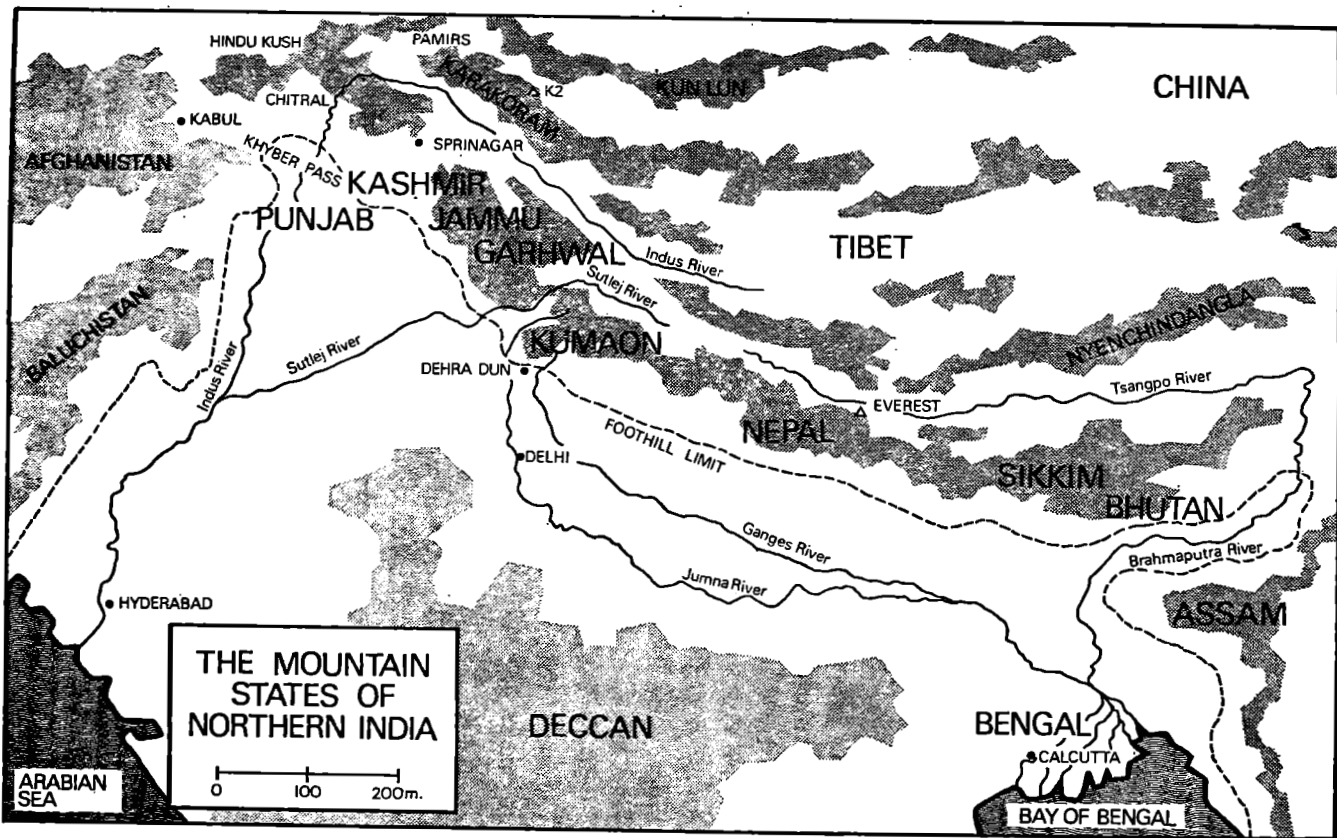 HINDU KUSH
PAMIRS
KARAKORAM
K2
KUN LUN
CHINA
CHITRAL
KABUL
SPRINAGAR
AFGHANISTAN
KHYBER PASS
KASHMIR
PUNJAB
JAMMU
GARHWAL
TIBET
Indus River
Sutlej River
BALUCHISTAN
NYENCHINDANGLA
KUMAON
Indus River
Sutlej River
DEHRA DUN
Tsangpo River
EVEREST
FOOTHILL LIMIT
NEPAL
DELHI
SIKKIM
BHUTAN
Ganges River
Brahmaputra River
Jumna River
HYDERABAD
ASSAM
THE MOUNTAIN
STATES OF
NORTHERN INDIA
0 100 200m.
DECCAN
BENGAL
CALCUTTA
ARABIAN
SEA
BAY OF BENGAL